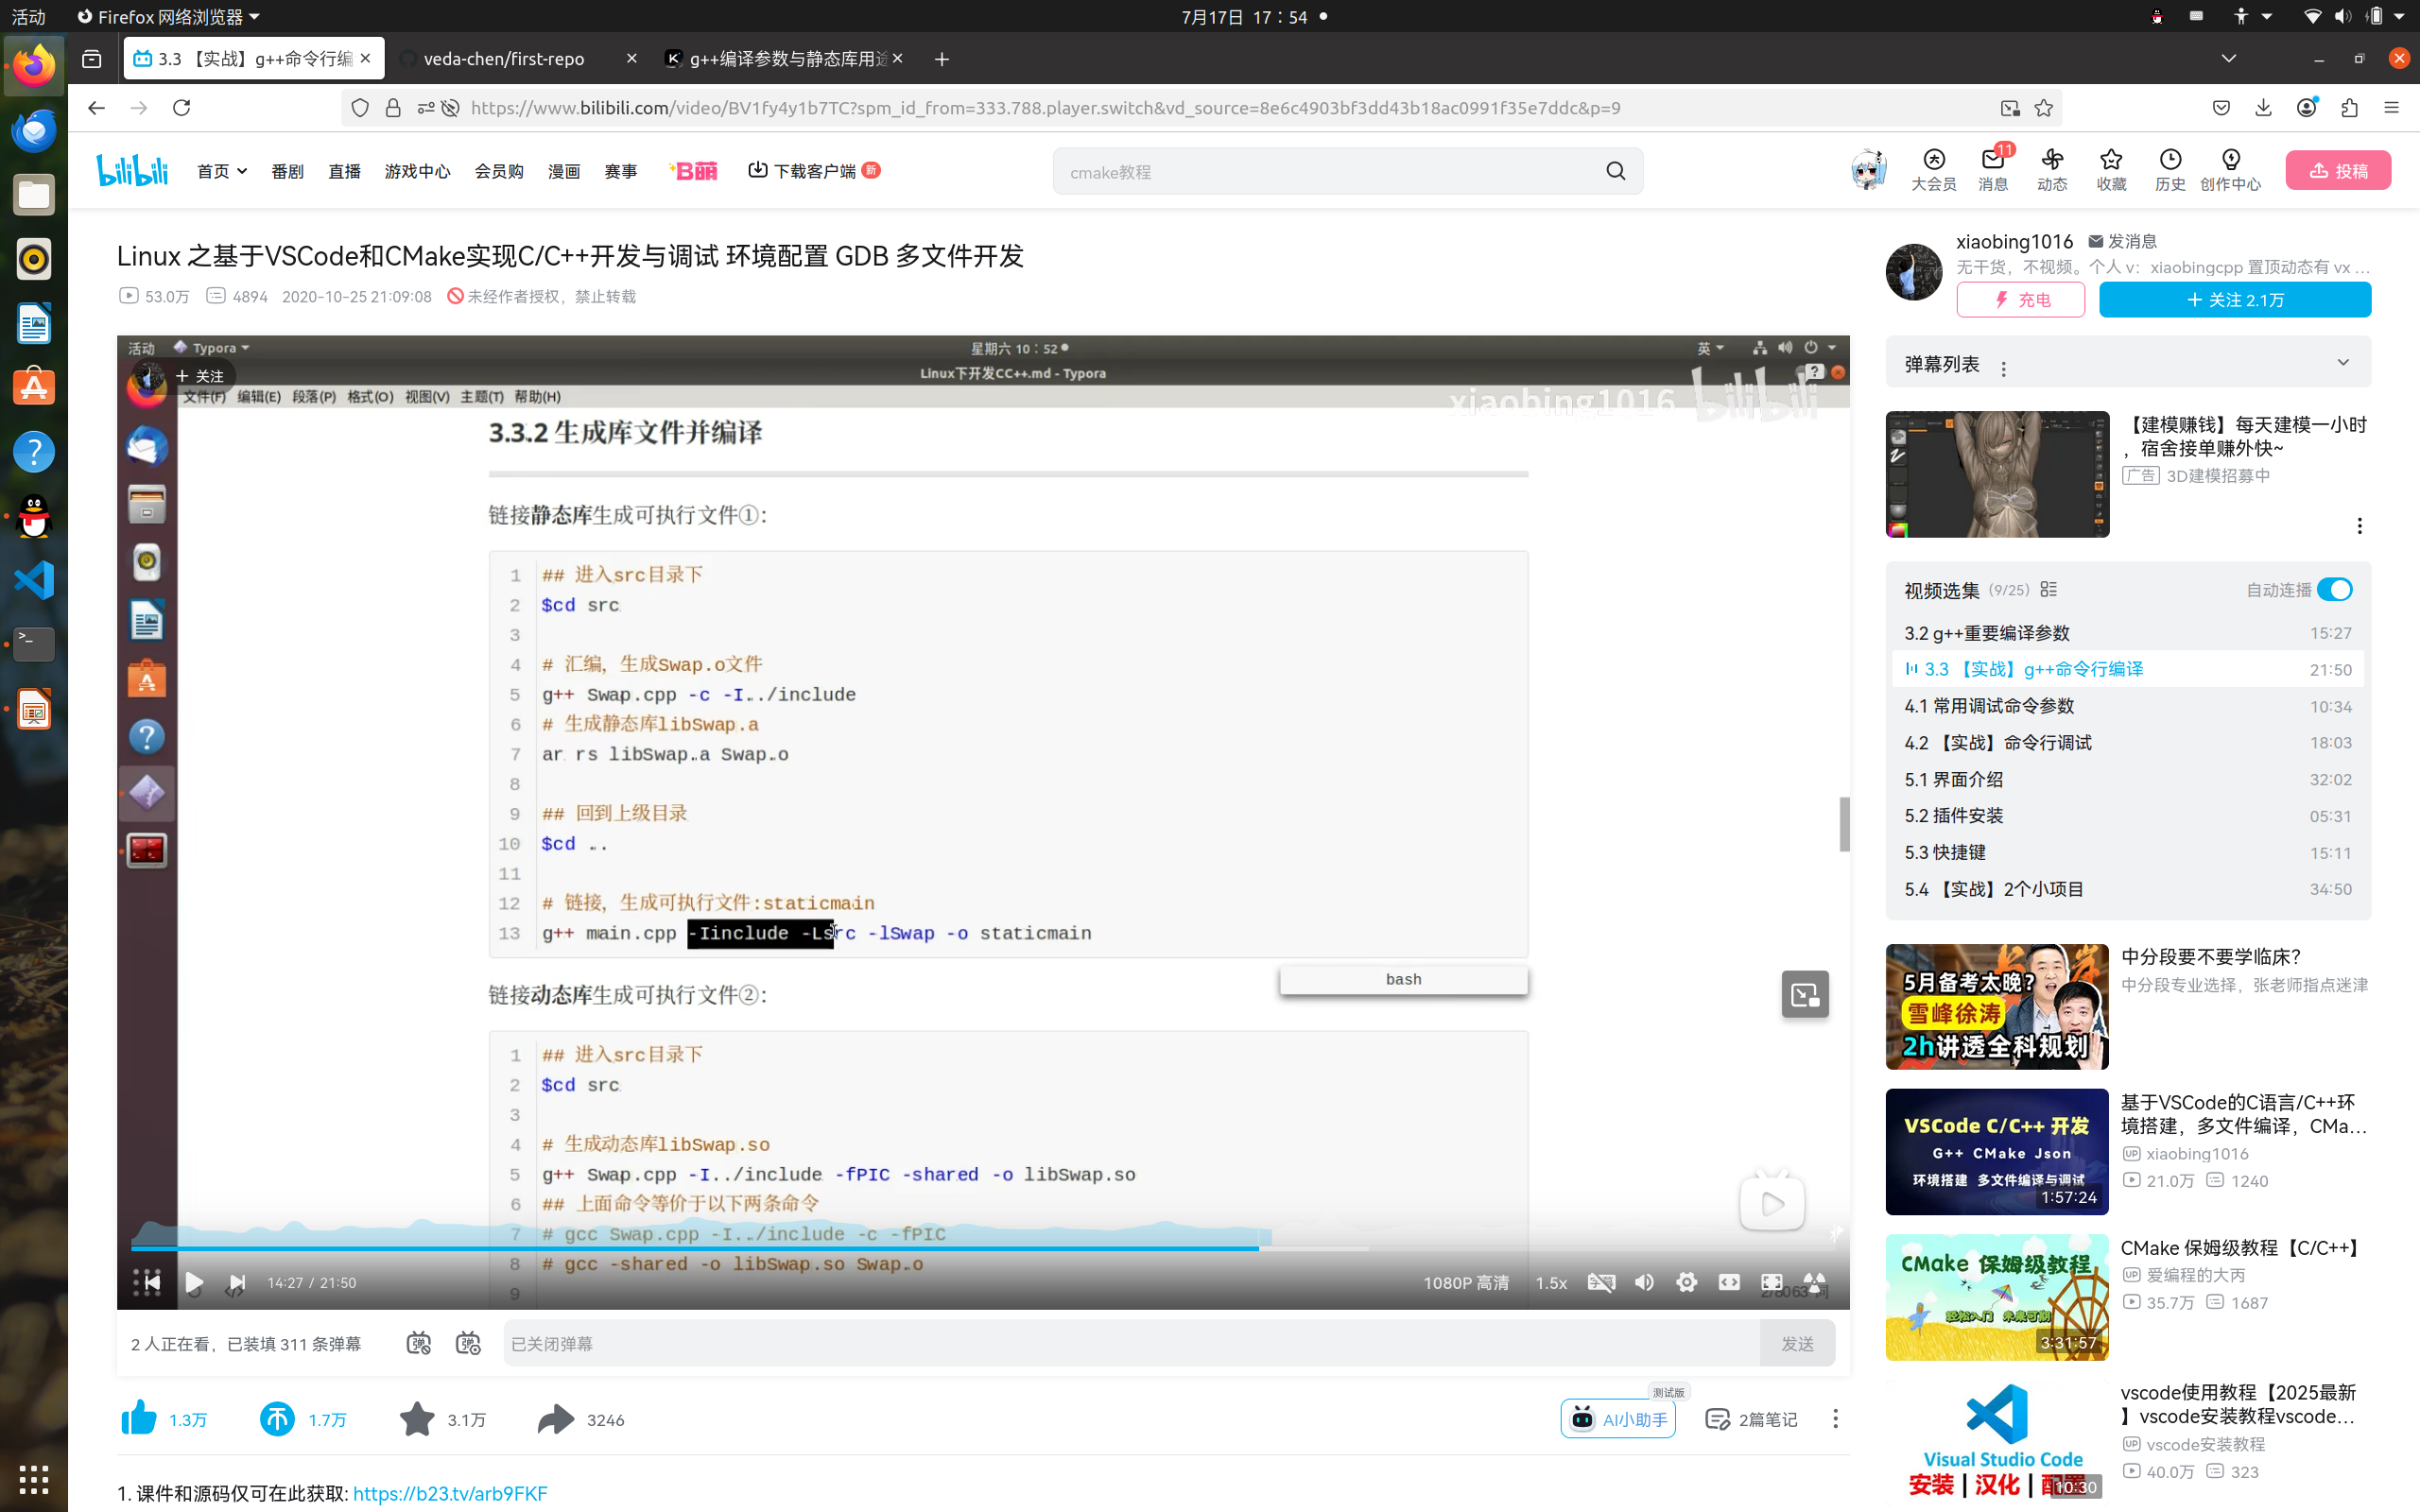 活动 Firefox 网络浏览器 7月17日 17：54
3.3 【实战】g++命令行编 veda-chen/first-repo g++编译参数与静态库用途
https://www.bilibili.com/video/BV1fy4y1b7TC?spm_id_from=333.788.player.switch&vd_source=8e6c4903bf3dd43b18ac0991f35e7ddc&p=9
bilibili 首页 番剧 直播 游戏中心 会员购 漫画 赛事 B萌 下载客户端 新 cmake教程 大会员 11 消息 动态 收藏 历史 创作中心 投稿
Linux 之基于VSCode和CMake实现C/C++开发与调试 环境配置 GDB 多文件开发
53.0万 4894 2020-10-25 21:09:08 未经作者授权，禁止转载
xiaobing1016 发消息
无干货，不视频。个人 v：xiaobingcpp 置顶动态有 vx …
充电 + 关注 2.1万
活动 Typora 星期六 10：52 英
+ 关注 Linux下开发CC++.md - Typora
文件(F) 编辑(E) 段落(P) 格式(O) 视图(V) 主题(T) 帮助(H)
xiaobing1016 bilibili
3.3.2 生成库文件并编译
链接静态库生成可执行文件①：
1 ## 进入src目录下
2 $cd src
3
4 # 汇编，生成Swap.o文件
5 g++ Swap.cpp -c -I../include
6 # 生成静态库libSwap.a
7 ar rs libSwap.a Swap.o
8
9 ## 回到上级目录
10 $cd ..
11
12 # 链接，生成可执行文件:staticmain
13 g++ main.cpp -Iinclude -Lsrc -lSwap -o staticmain
bash
链接动态库生成可执行文件②：
1 ## 进入src目录下
2 $cd src
3
4 # 生成动态库libSwap.so
5 g++ Swap.cpp -I../include -fPIC -shared -o libSwap.so
6 ## 上面命令等价于以下两条命令
7 # gcc Swap.cpp -I../include -c -fPIC
8 # gcc -shared -o libSwap.so Swap.o
9
14:27 / 21:50 1080P 高清 1.5x
2 人正在看，已装填 311 条弹幕 已关闭弹幕 发送
1.3万 1.7万 3.1万 3246 测试版 AI小助手 2篇笔记
1. 课件和源码仅可在此获取: https://b23.tv/arb9FKF
弹幕列表
【建模赚钱】每天建模一小时
，宿舍接单赚外快~
广告 3D建模招募中
视频选集 （9/25） 自动连播
3.2 g++重要编译参数 15:27
3.3 【实战】g++命令行编译 21:50
4.1 常用调试命令参数 10:34
4.2 【实战】命令行调试 18:03
5.1 界面介绍 32:02
5.2 插件安装 05:31
5.3 快捷键 15:11
5.4 【实战】2个小项目 34:50
5月备考太晚？
雪峰徐涛
2h讲透全科规划
中分段要不要学临床？
中分段专业选择，张老师指点迷津
VSCode C/C++ 开发
G++ CMake Json
环境搭建 多文件编译与调试
1:57:24
基于VSCode的C语言/C++环
境搭建，多文件编译，CMa…
UP xiaobing1016
21.0万 1240
CMake 保姆级教程
轻松入门 未来可期
3:31:57
CMake 保姆级教程【C/C++】
UP 爱编程的大丙
35.7万 1687
Visual Studio Code
安装 | 汉化 | 配置
10:30
vscode使用教程【2025最新
】vscode安装教程vscode…
UP vscode安装教程
40.0万 323